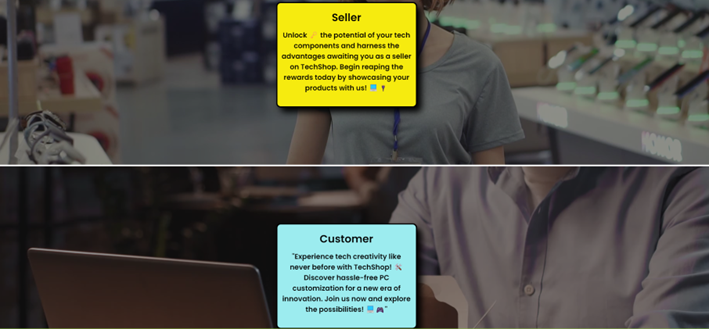 Seller
Unlock 🔑 the potential of your tech
components and harness the
advantages awaiting you as a seller
on TechShop. Begin reaping the
rewards today by showcasing your
products with us! 🖥️ 🎙️
HONOR
Customer
"Experience tech creativity like
never before with TechShop! 🛠️
Discover hassle-free PC
customization for a new era of
innovation. Join us now and explore
the possibilities! 🖥️ 🎮"